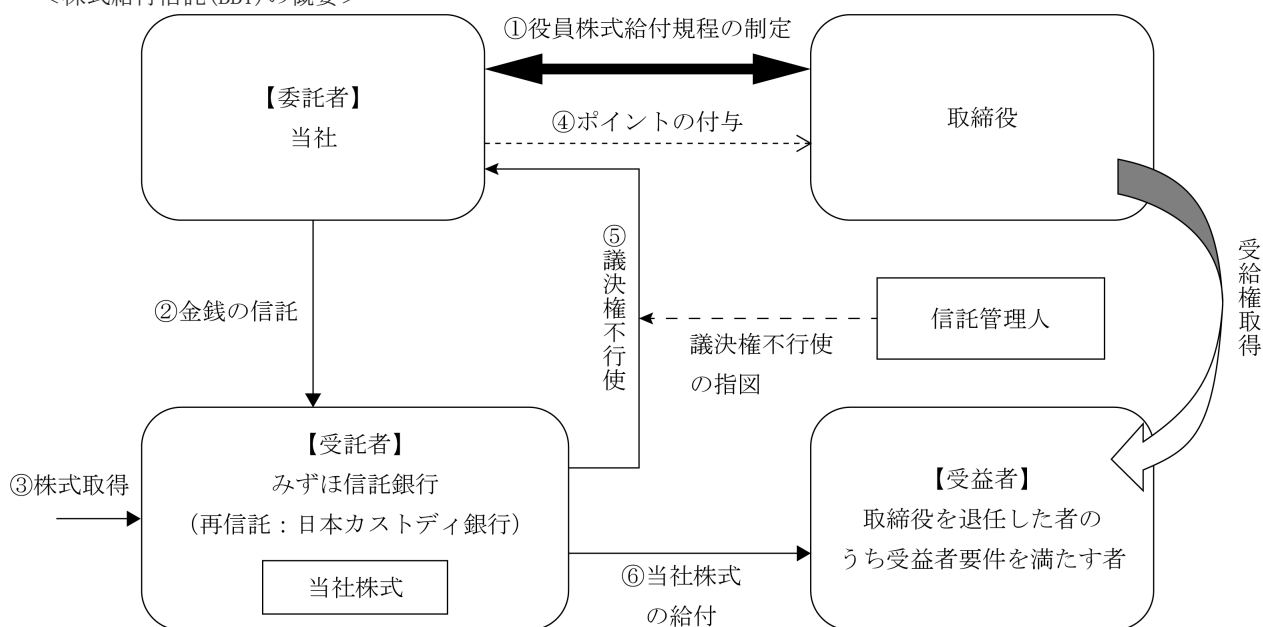 <株式給付信託(BBT)の概要>
①役員株式給付規程の制定
【委託者】
当社
取締役
④ポイントの付与
⑤議決権不行使
受給権取得
②金銭の信託
信託管理人
議決権不行使
の指図
【受託者】
みずほ信託銀行
(再信託：日本カストディ銀行)
当社株式
③株式取得
【受益者】
取締役を退任した者の
うち受益者要件を満たす者
⑥当社株式
の給付